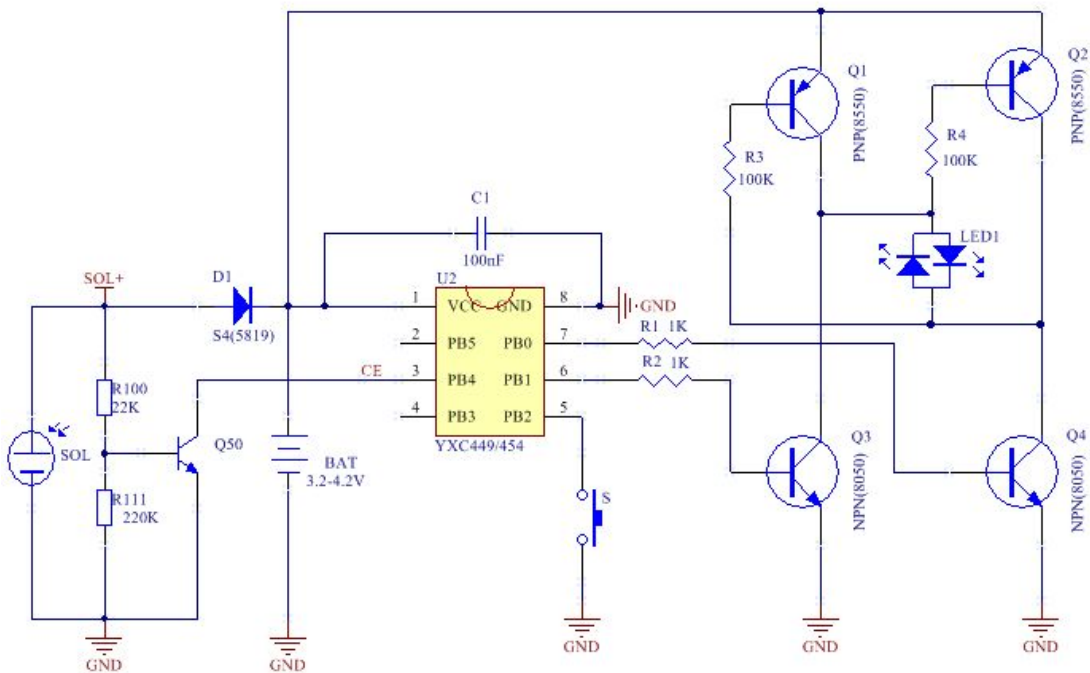 Q1
PNP(8550)
Q2
PNP(8550)
R3
100K
R4
100K
C1
100nF
LED1
SOL+
D1
S4(5819)
U2
1 VCC GND 8
GND
2 PB5 PB0 7
R1 1K
3 PB4 PB1 6
CE
R2 1K
4 PB3 PB2 5
YXC449/454
R100
22K
Q50
SOL
BAT
3.2-4.2V
R111
220K
S
Q3
NPN(8050)
Q4
NPN(8050)
GND
GND
GND
GND
GND